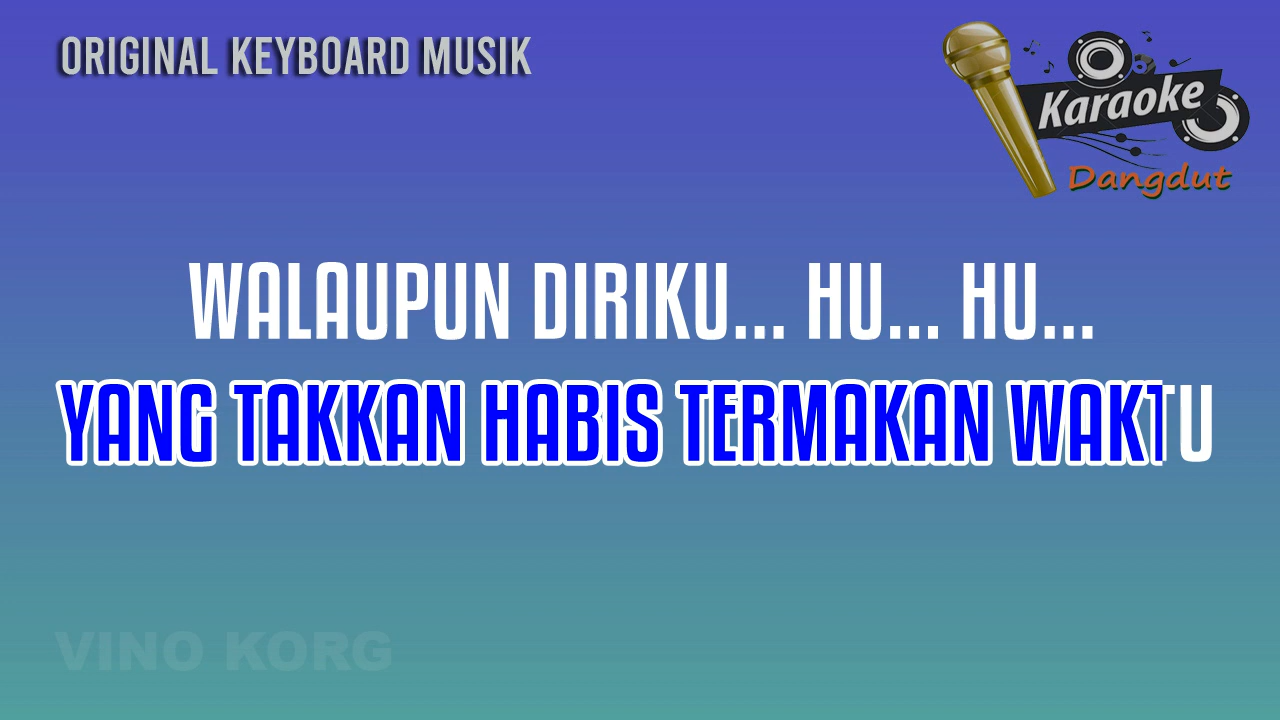 ORIGINAL KEYBOARD MUSIK
Karaoke
Dangdut
WALAUPUN DIRIKU... HU... HU...
YANG TAKKAN HABIS TERMAKAN WAKTU
VINO KORG